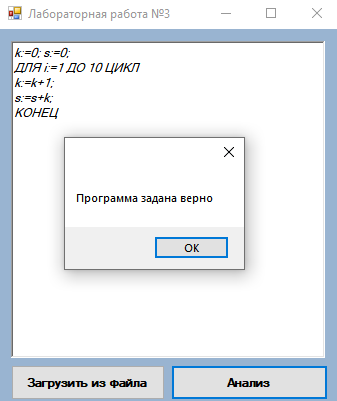 Лабораторная работа №3
k:=0; s:=0;
ДЛЯ i:=1 ДО 10 ЦИКЛ
k:=k+1;
s:=s+k;
КОНЕЦ
Программа задана верно
ОК
Загрузить из файла
Анализ